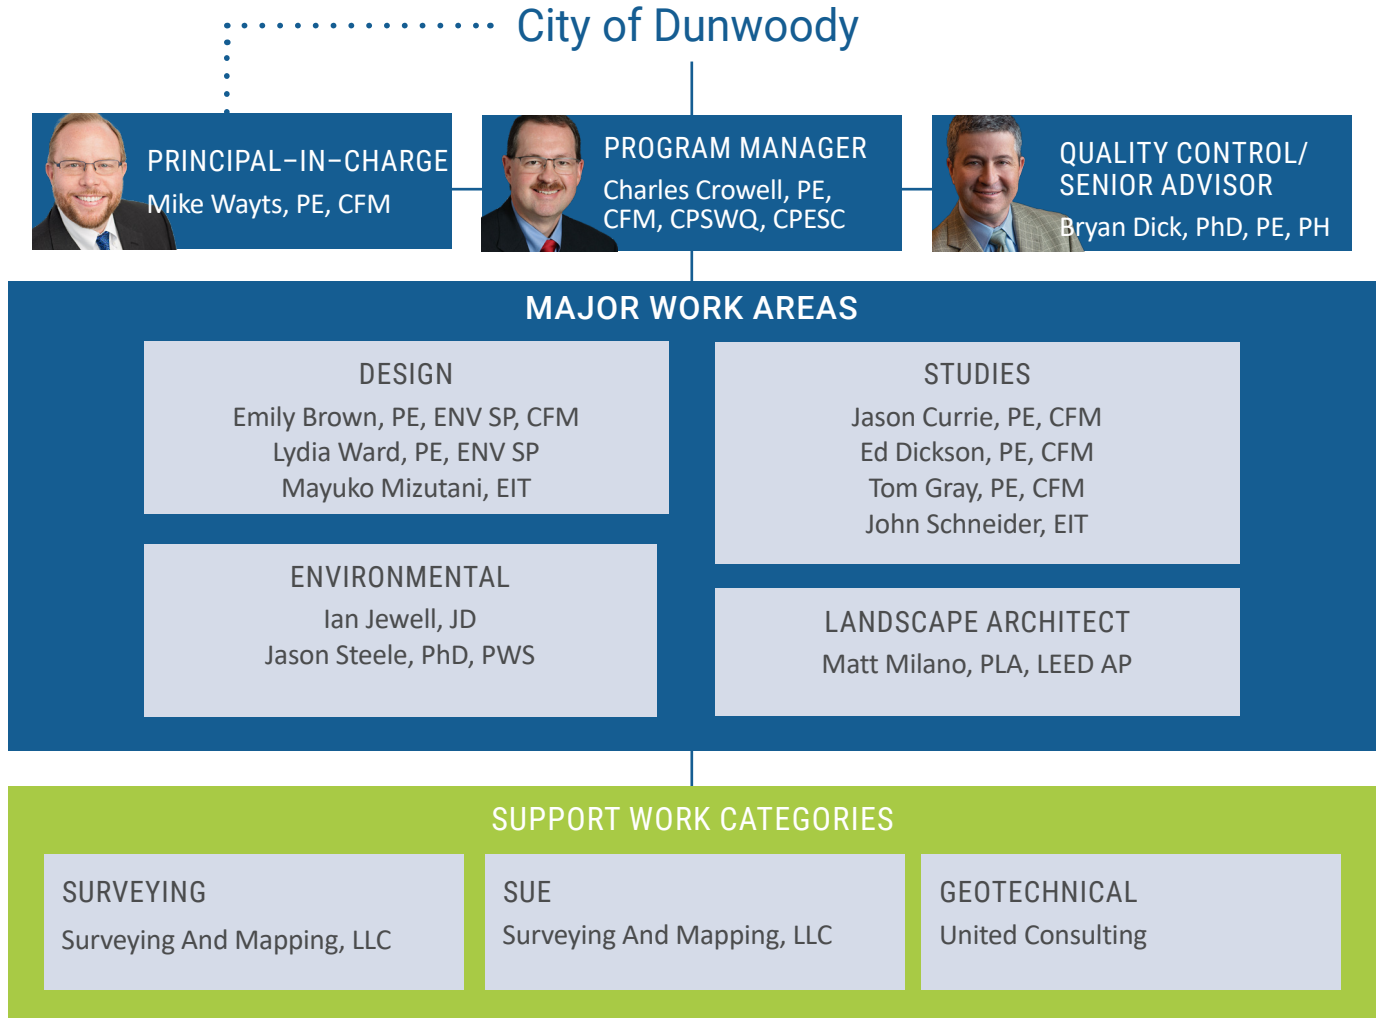 City of Dunwoody
PRINCIPAL–IN–CHARGE
Mike Wayts, PE, CFM
PROGRAM MANAGER
Charles Crowell, PE,
CFM, CPSWQ, CPESC
QUALITY CONTROL/
SENIOR ADVISOR
Bryan Dick, PhD, PE, PH
MAJOR WORK AREAS
DESIGN
Emily Brown, PE, ENV SP, CFM
Lydia Ward, PE, ENV SP
Mayuko Mizutani, EIT
STUDIES
Jason Currie, PE, CFM
Ed Dickson, PE, CFM
Tom Gray, PE, CFM
John Schneider, EIT
ENVIRONMENTAL
Ian Jewell, JD
Jason Steele, PhD, PWS
LANDSCAPE ARCHITECT
Matt Milano, PLA, LEED AP
SUPPORT WORK CATEGORIES
SURVEYING
Surveying And Mapping, LLC
SUE
Surveying And Mapping, LLC
GEOTECHNICAL
United Consulting